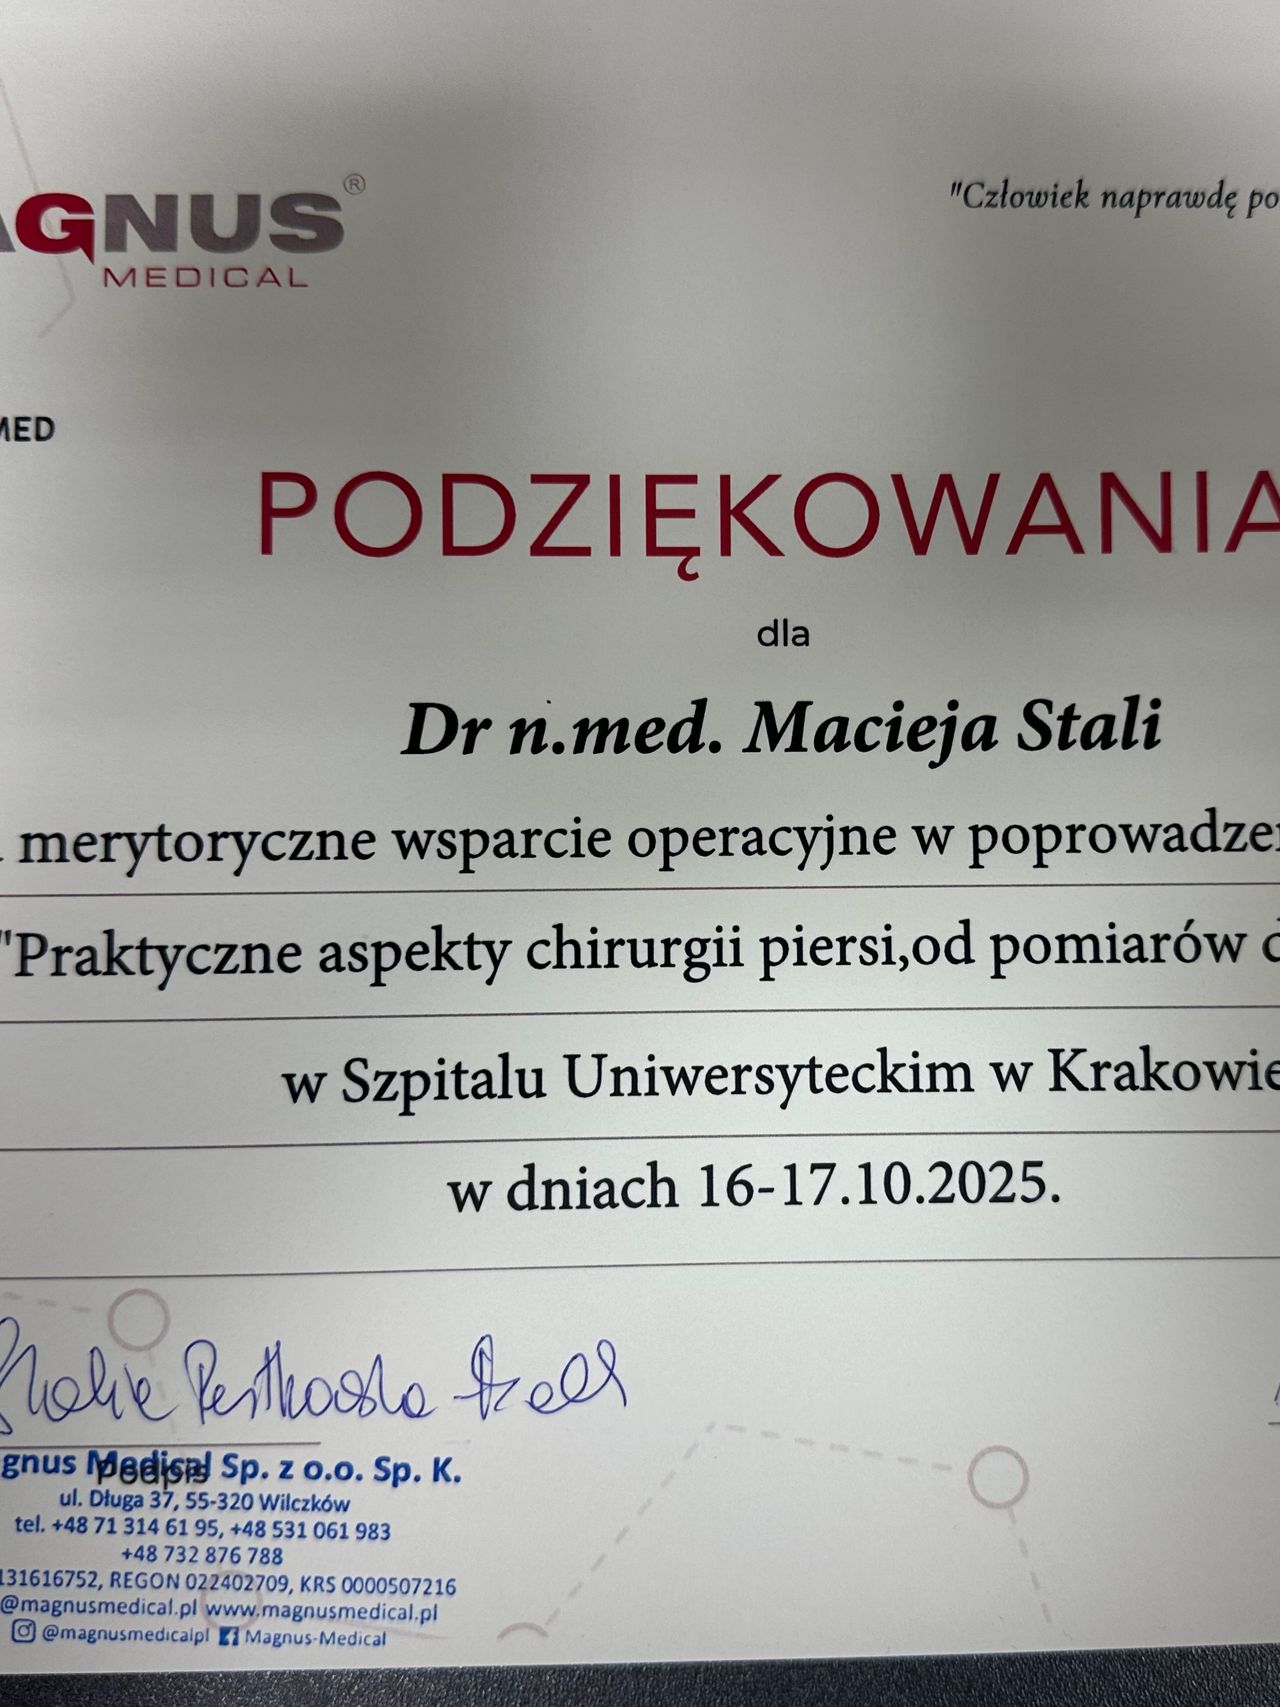 AGNUS®
MEDICAL
"Człowiek naprawdę po
MED
PODZIĘKOWANIA
dla
Dr n.med. Macieja Stali
merytoryczne wsparcie operacyjne w poprowadzen
"Praktyczne aspekty chirurgii piersi,od pomiarów d
w Szpitalu Uniwersyteckim w Krakowie
w dniach 16-17.10.2025.
gnus Medical Sp. z o.o. Sp. K.
Podpis
ul. Długa 37, 55-320 Wilczków
tel. +48 71 314 61 95, +48 531 061 983
+48 732 876 788
131616752, REGON 022402709, KRS 0000507216
@magnusmedical.pl www.magnusmedical.pl
@magnusmedicalpl Magnus-Medical